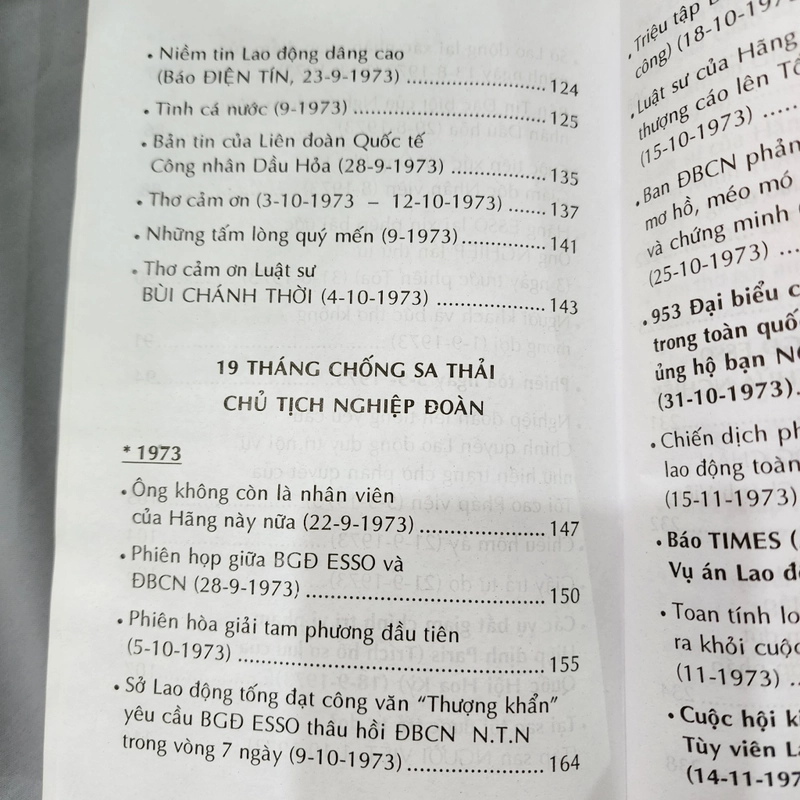 • Niềm tin Lao động dâng cao
(Báo ĐIỆN TÍN, 23-9-1973) ........................ 124
• Tình cá nước (9-1973) ........................ 125
• Bản tin của Liên đoàn Quốc tế
Công nhân Dầu Hỏa (28-9-1973) ................ 135
• Thơ cảm ơn (3-10-1973 – 12-10-1973) ....... 137
• Những tấm lòng quý mến (9-1973) ............. 141
• Thơ cảm ơn Luật sư
BÙI CHÁNH THỜI (4-10-1973) ................... 143
19 THÁNG CHỐNG SA THẢI
CHỦ TỊCH NGHIỆP ĐOÀN
* 1973
• Ông không còn là nhân viên
của Hãng này nữa (22-9-1973) .................. 147
• Phiên họp giữa BGĐ ESSO và
ĐBCN (28-9-1973) ................................ 150
• Phiên hòa giải tam phương đầu tiên
(5-10-1973) ........................................ 155
• Sở Lao động tống đạt công văn "Thượng khẩn"
yêu cầu BGĐ ESSO thâu hồi ĐBCN N.T.N
trong vòng 7 ngày (9-10-1973) .................. 164
• Triệu tập
công) (18-10-197
• Luật sư của Hãng
thượng cáo lên
(15-10-1973) .....
• Ban ĐBCN phản
mơ hồ, méo mó
và chứng minh (
(25-10-1973) ...
• 953 Đại biểu
trong toàn quố
ủng hộ bạn
(31-10-1973).
• Chiến dịch
lao động toàn
(15-11-1973)
• Báo TIMES (
Vụ án Lao
• Toan tính
ra khỏi cuộc
(11-1973) ..
• Cuộc hội
Tùy viên
(14-11-197